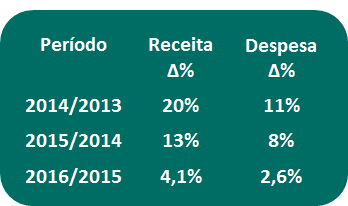 Período Receita Despesa
Δ% Δ%
2014/2013 20% 11%
2015/2014 13% 8%
2016/2015 4,1% 2,6%